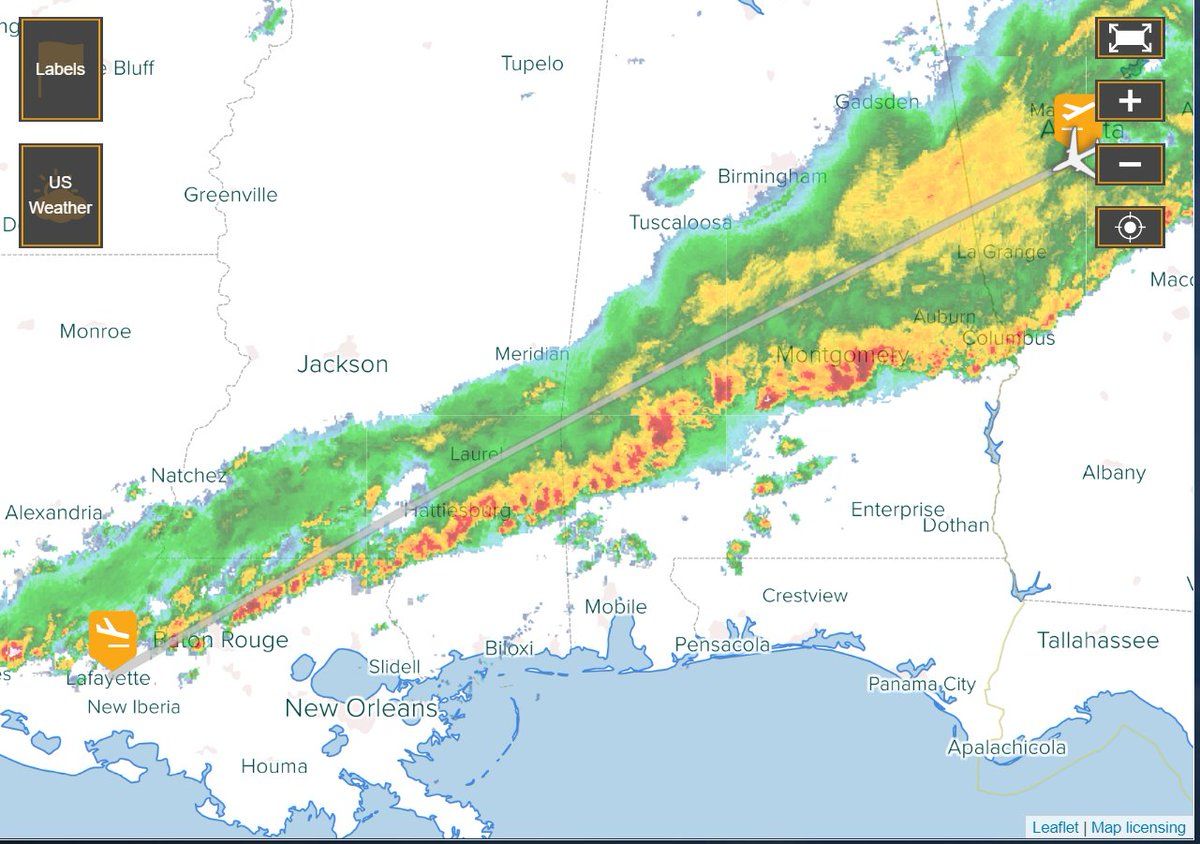 Labels
e Bluff
Tupelo
Gadsden
US
Weather
Greenville
Birmingham
Tuscaloosa
La Grange
Monroe
Jackson
Meridian
Auburn
Columbus
Montgomery
Laurel
Natchez
Alexandria
Hattiesburg
Albany
Enterprise
Dothan
Mobile
Crestview
Baton Rouge
Biloxi
Pensacola
Tallahassee
Slidell
Lafayette
Panama City
New Iberia
New Orleans
Apalachicola
Houma
Leaflet | Map licensing